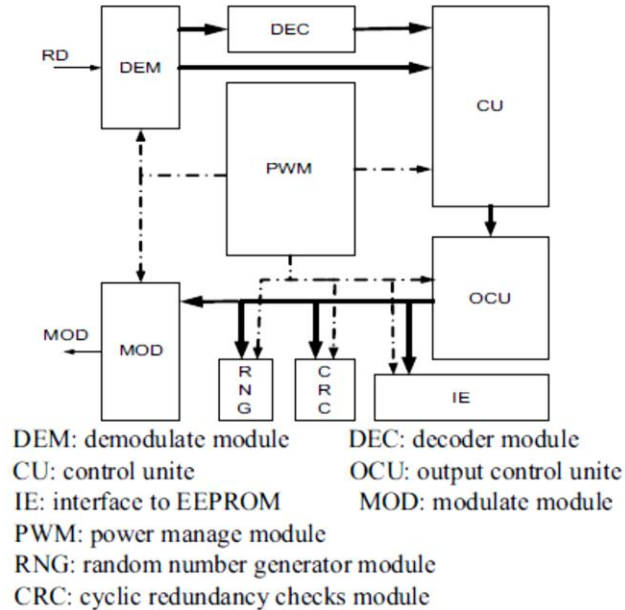 RD
DEM
DEC
CU
PWM
OCU
MOD
MOD
RNG
CRC
IE
DEM: demodulate module DEC: decoder module
CU: control unite OCU: output control unite
IE: interface to EEPROM MOD: modulate module
PWM: power manage module
RNG: random number generator module
CRC: cyclic redundancy checks module